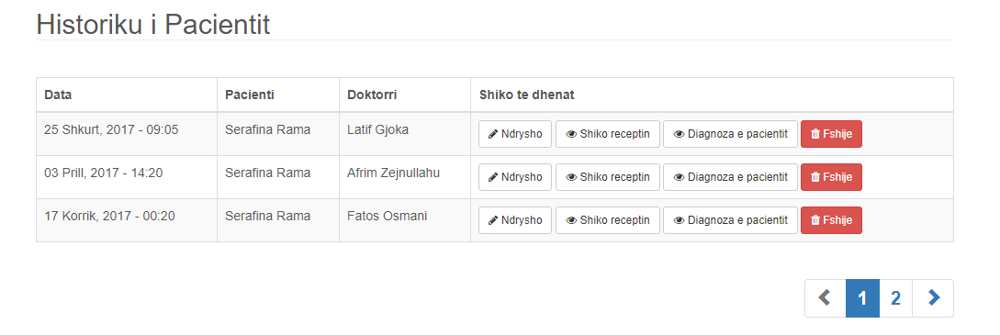 Historiku i Pacientit
Data Pacienti Doktorri Shiko te dhenat
25 Shkurt, 2017 - 09:05 Serafina Rama Latif Gjoka Ndrysho Shiko receptin Diagnoza e pacientit Fshije
03 Prill, 2017 - 14:20 Serafina Rama Afrim Zejnullahu Ndrysho Shiko receptin Diagnoza e pacientit Fshije
17 Korrik, 2017 - 00:20 Serafina Rama Fatos Osmani Ndrysho Shiko receptin Diagnoza e pacientit Fshije
1 2